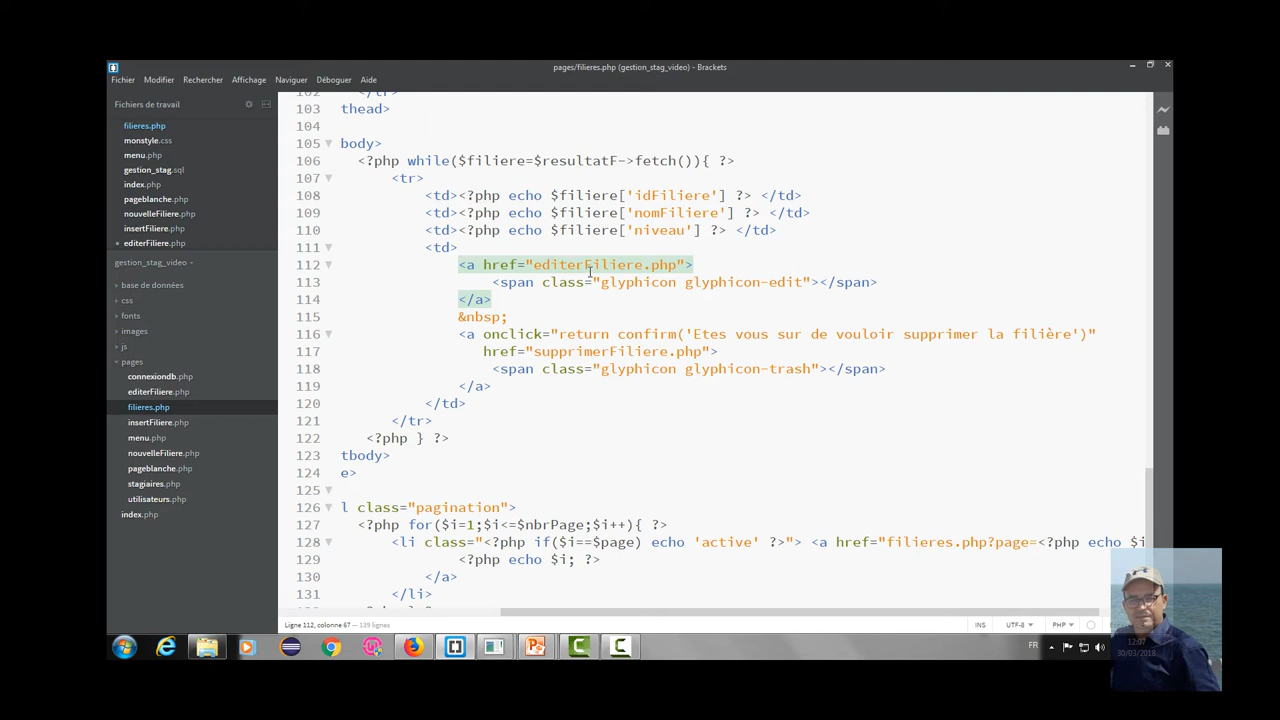 pages/filieres.php (gestion_stag_video) - Brackets
Fichier Modifier Rechercher Affichage Naviguer Déboguer Aide
Fichiers de travail
filieres.php
monstyle.css
menu.php
gestion_stag.sql
index.php
pageblanche.php
nouvelleFiliere.php
insertFiliere.php
editerFiliere.php
gestion_stag_video
base de données
css
fonts
images
js
pages
connexiondb.php
editerFiliere.php
filieres.php
insertFiliere.php
menu.php
nouvelleFiliere.php
pageblanche.php
stagiaires.php
utilisateurs.php
index.php
102 </tr>
103 thead>
104
105 body>
106 <?php while($filiere=$resultatF->fetch()){ ?>
107 <tr>
108 <td><?php echo $filiere['idFiliere'] ?> </td>
109 <td><?php echo $filiere['nomFiliere'] ?> </td>
110 <td><?php echo $filiere['niveau'] ?> </td>
111 <td>
112 <a href="editerFiliere.php">
113 <span class="glyphicon glyphicon-edit"></span>
114 </a>
115 &nbsp;
116 <a onclick="return confirm('Etes vous sur de vouloir supprimer la filière')"
117 href="supprimerFiliere.php">
118 <span class="glyphicon glyphicon-trash"></span>
119 </a>
120 </td>
121 </tr>
122 <?php } ?>
123 tbody>
124 e>
125
126 l class="pagination">
127 <?php for($i=1;$i<=$nbrPage;$i++){ ?>
128 <li class="<?php if($i==$page) echo 'active' ?>"> <a href="filieres.php?page=<?php echo $i
129 <?php echo $i; ?>
130 </a>
131 </li>
Ligne 112, colonne 67 — 139 lignes
INS UTF-8 PHP
FR
12:07
30/03/2018